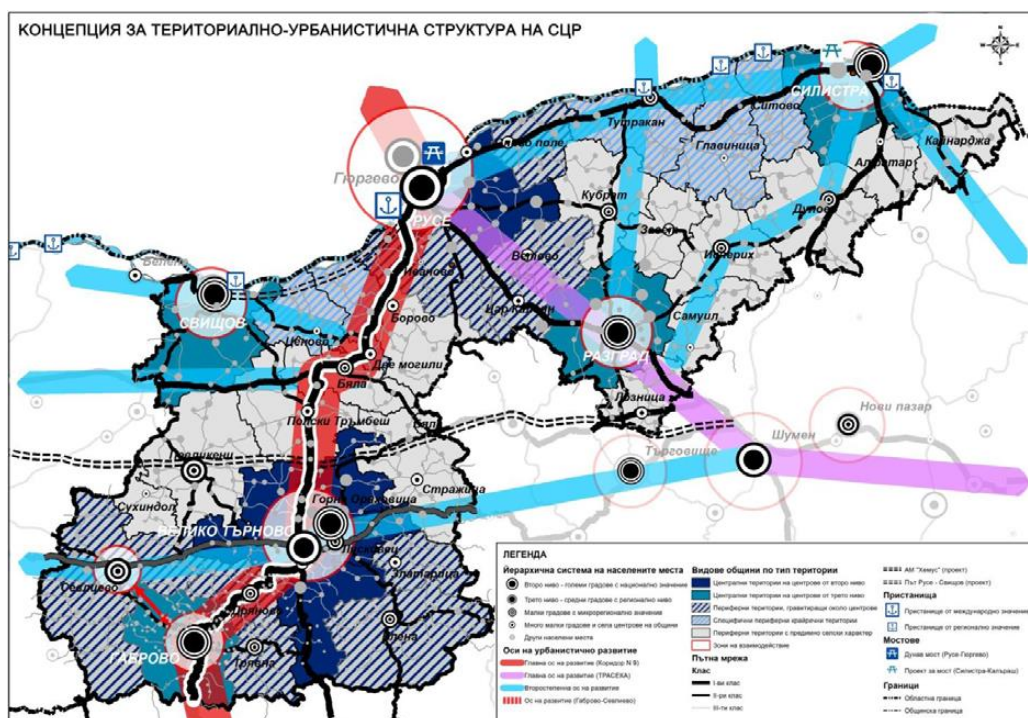 КОНЦЕПЦИЯ ЗА ТЕРИТОРИАЛНО-УРБАНИСТИЧНА СТРУКТУРА НА СЦР
СИЛИСТРА
Ситово
Тутракан
Главиница
Кайнарджа
Алфатар
Гюргево
РУСЕ
Кубрат
Дулово
Исперих
Ветово
Иваново
Цар Калоян
Самуил
СВИЩОВ
Борово
Ценово
РАЗГРАД
Две могили
Бяла
Лозница
Полски Тръмбеш
Нови пазар
Шумен
Търговище
Стражица
Сухиндол
Горна Оряховица
ВЕЛИКО ТЪРНОВО
Лясковец
Златарица
Севлиево
Дряново
Елена
ГАБРОВО
Трявна
ЛЕГЕНДА
Йерархична система на населените места
Второ ниво - големи градове с национално значение
Трето ниво - средни градове с регионално ниво
Малки градове с микрорегионално значение
Много малки градове и села центрове на общини
Други населени места
Оси на урбанистично развитие
Главна ос на развитие (Коридор N 9)
Главна ос на развитие (ТРАСЕКА)
Второстепенна ос на развитие
Ос на развитие (Габрово-Севлиево)
Видове общини по тип територии
Централни територии на центрове от второ ниво
Централни територии на центрове от трето ниво
Периферни територии, гравитиращи около центрове
Специфични периферни крайречни територии
Периферни територии с предимно селски характер
Зони на взаимодействие
Пътна мрежа
Клас
I-ви клас
II-ри клас
III-ти клас
АМ "Хемус" (проект)
Път Русе - Свищов (проект)
Пристанища
Пристанище от международно значение
Пристанище от регионално значение
Мостове
Дунав мост (Русе-Гюргево)
Проект за мост (Силистра-Кълъраш)
Граници
Областна граница
Общинска граница